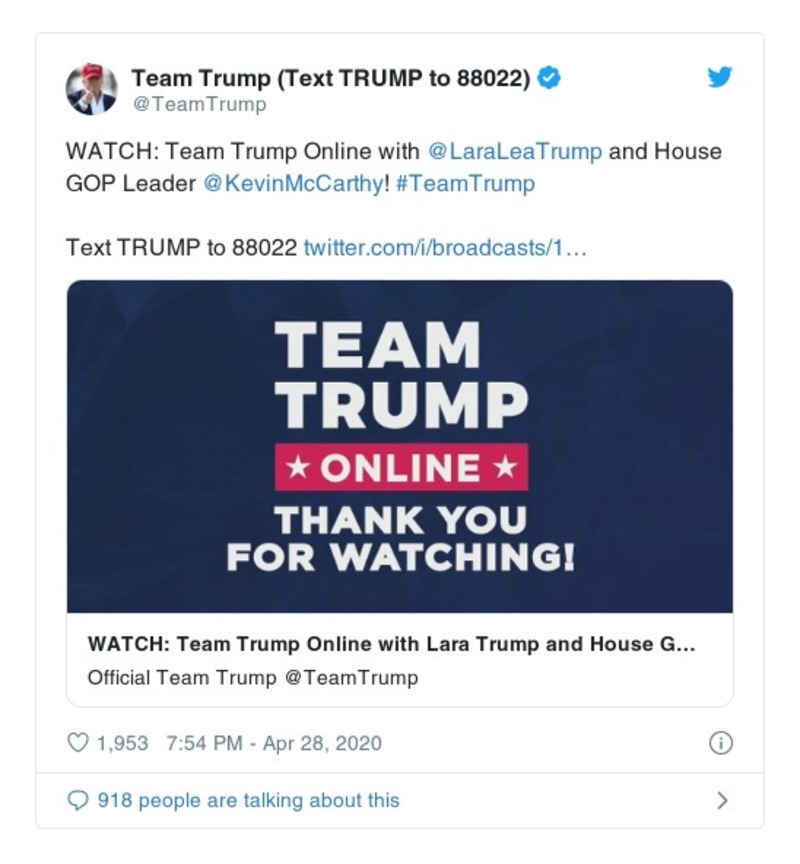 Team Trump (Text TRUMP to 88022)
@TeamTrump
WATCH: Team Trump Online with @LaraLeaTrump and House
GOP Leader @KevinMcCarthy! #TeamTrump
Text TRUMP to 88022 twitter.com/i/broadcasts/1…
TEAM
TRUMP
★ ONLINE ★
THANK YOU
FOR WATCHING!
WATCH: Team Trump Online with Lara Trump and House G...
Official Team Trump @TeamTrump
1,953 7:54 PM - Apr 28, 2020
918 people are talking about this